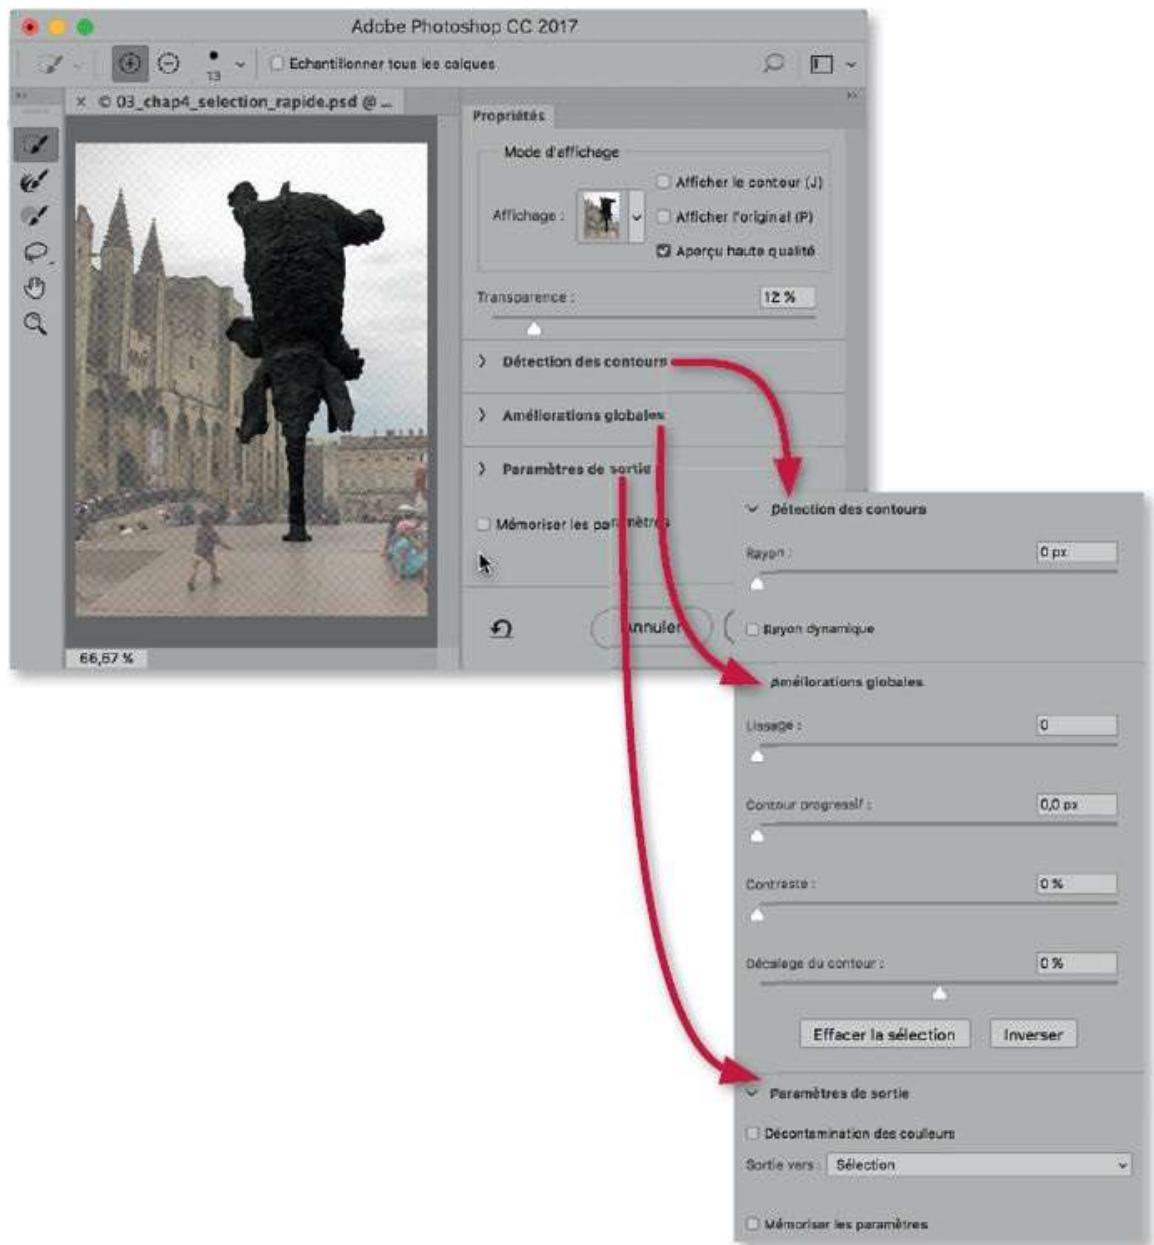 Adobe Photoshop CC 2017
13
Echantillonner tous les calques
× © 03_chap4_selection_rapide.psd @ ...
Propriétés
Mode d'affichage
Afficher le contour (J)
Affichage :
Afficher l'original (P)
Aperçu haute qualité
Transparence :
12 %
Détection des contours
Améliorations globales
Paramètres de sortie
Mémoriser les paramètres
Annuler
66,67 %
Détection des contours
Rayon :
0 px
Rayon dynamique
Améliorations globales
Lissage :
0
Contour progressif :
0,0 px
Contraste :
0 %
Décalage du contour :
0 %
Effacer la sélection
Inverser
Paramètres de sortie
Décontamination des couleurs
Sortie vers :
Sélection
Mémoriser les paramètres